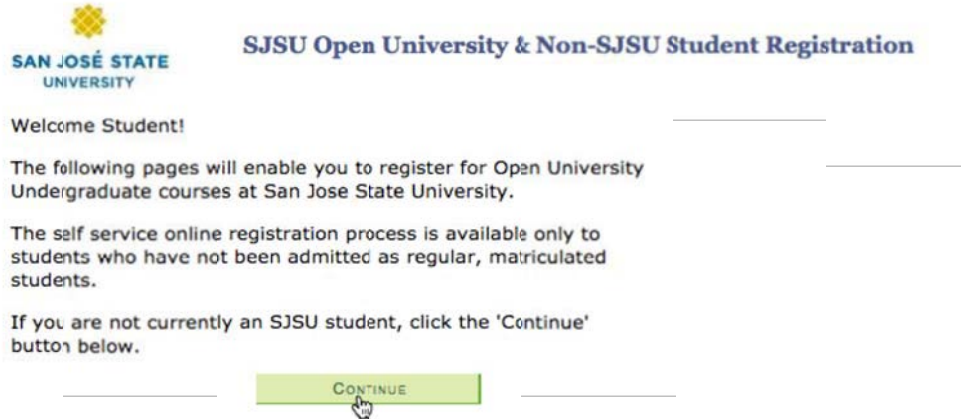 SAN JOSÉ STATE
UNIVERSITY
SJSU Open University & Non-SJSU Student Registration
Welcome Student!
The following pages will enable you to register for Open University
Undergraduate courses at San Jose State University.
The self service online registration process is available only to
students who have not been admitted as regular, matriculated
students.
If you are not currently an SJSU student, click the 'Continue'
button below.
CONTINUE